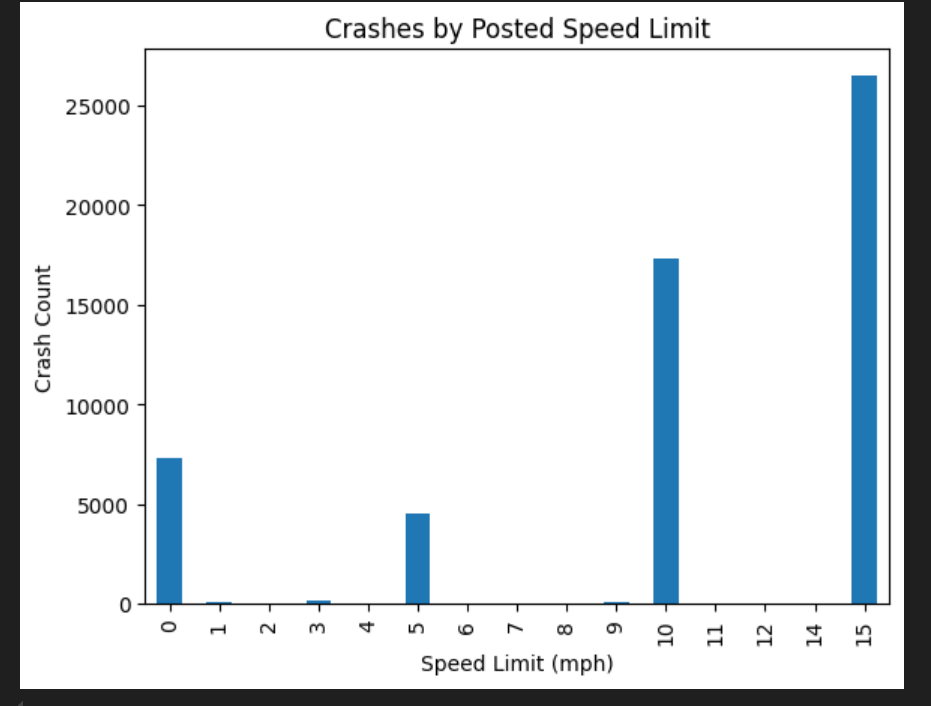 Crashes by Posted Speed Limit
25000
20000
15000
10000
5000
0
Crash Count
0 1 2 3 4 5 6 7 8 9 10 11 12 14 15
Speed Limit (mph)